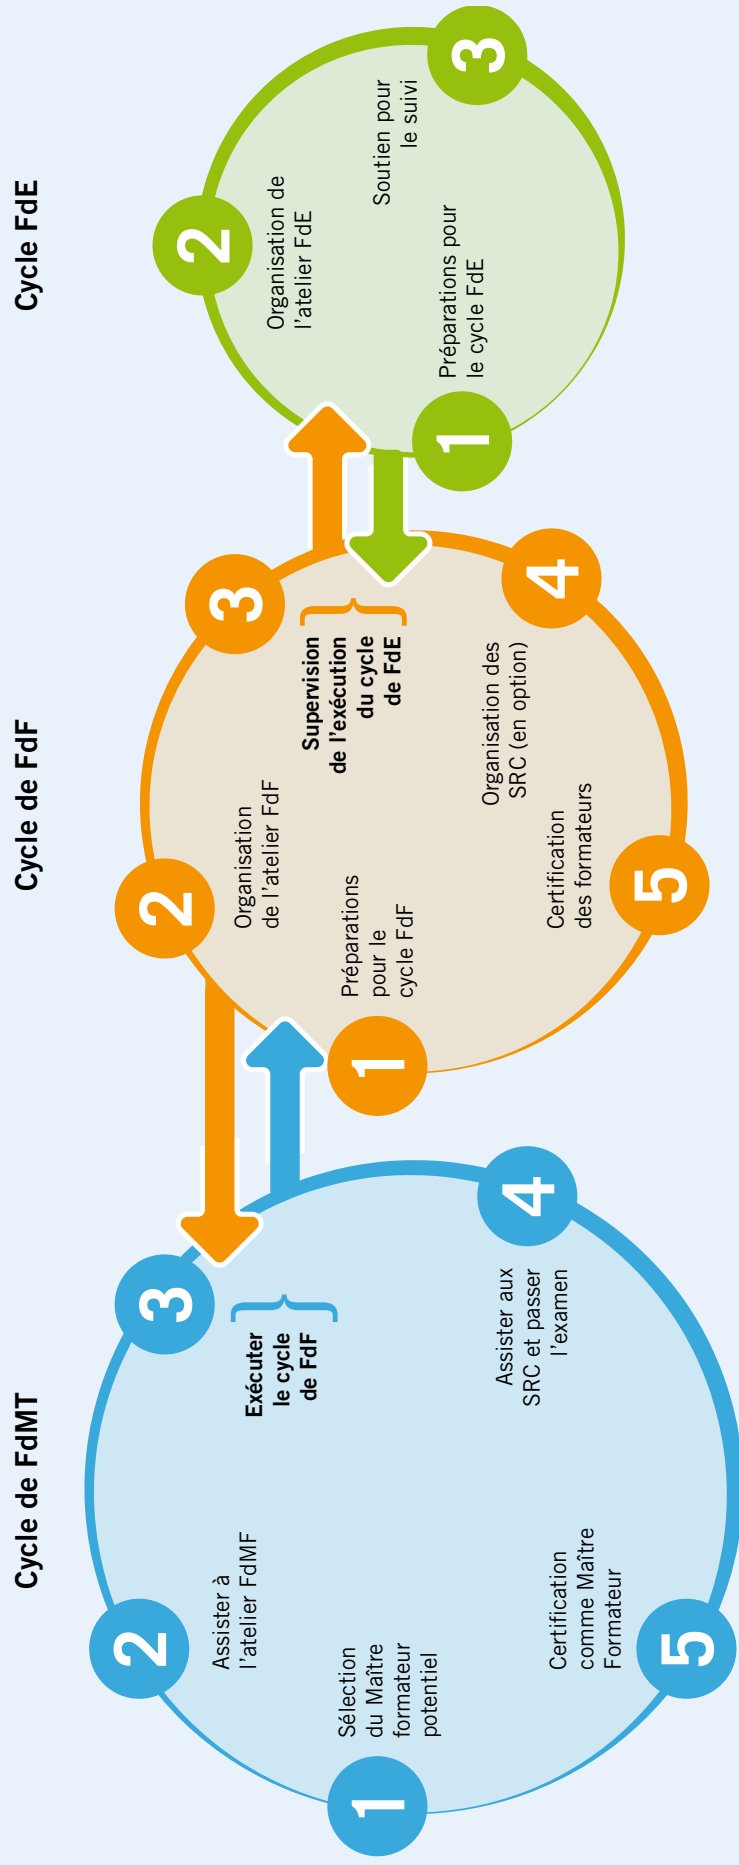 Cycle de FdMT
1
Sélection
du Maître
formateur
potentiel
2
Assister à
l'atelier FdMF
3
Exécuter
le cycle
de FdF
4
Assister aux
SRC et passer
l'examen
5
Certification
comme Maître
Formateur
Cycle de FdF
1
Préparations
pour le
cycle FdF
2
Organisation
de l'atelier FdF
3
Supervision
de l'exécution
du cycle
de FdE
4
Organisation des
SRC (en option)
5
Certification
des formateurs
Cycle FdE
1
Préparations pour
le cycle FdE
2
Organisation de
l'atelier FdE
3
Soutien pour
le suivi